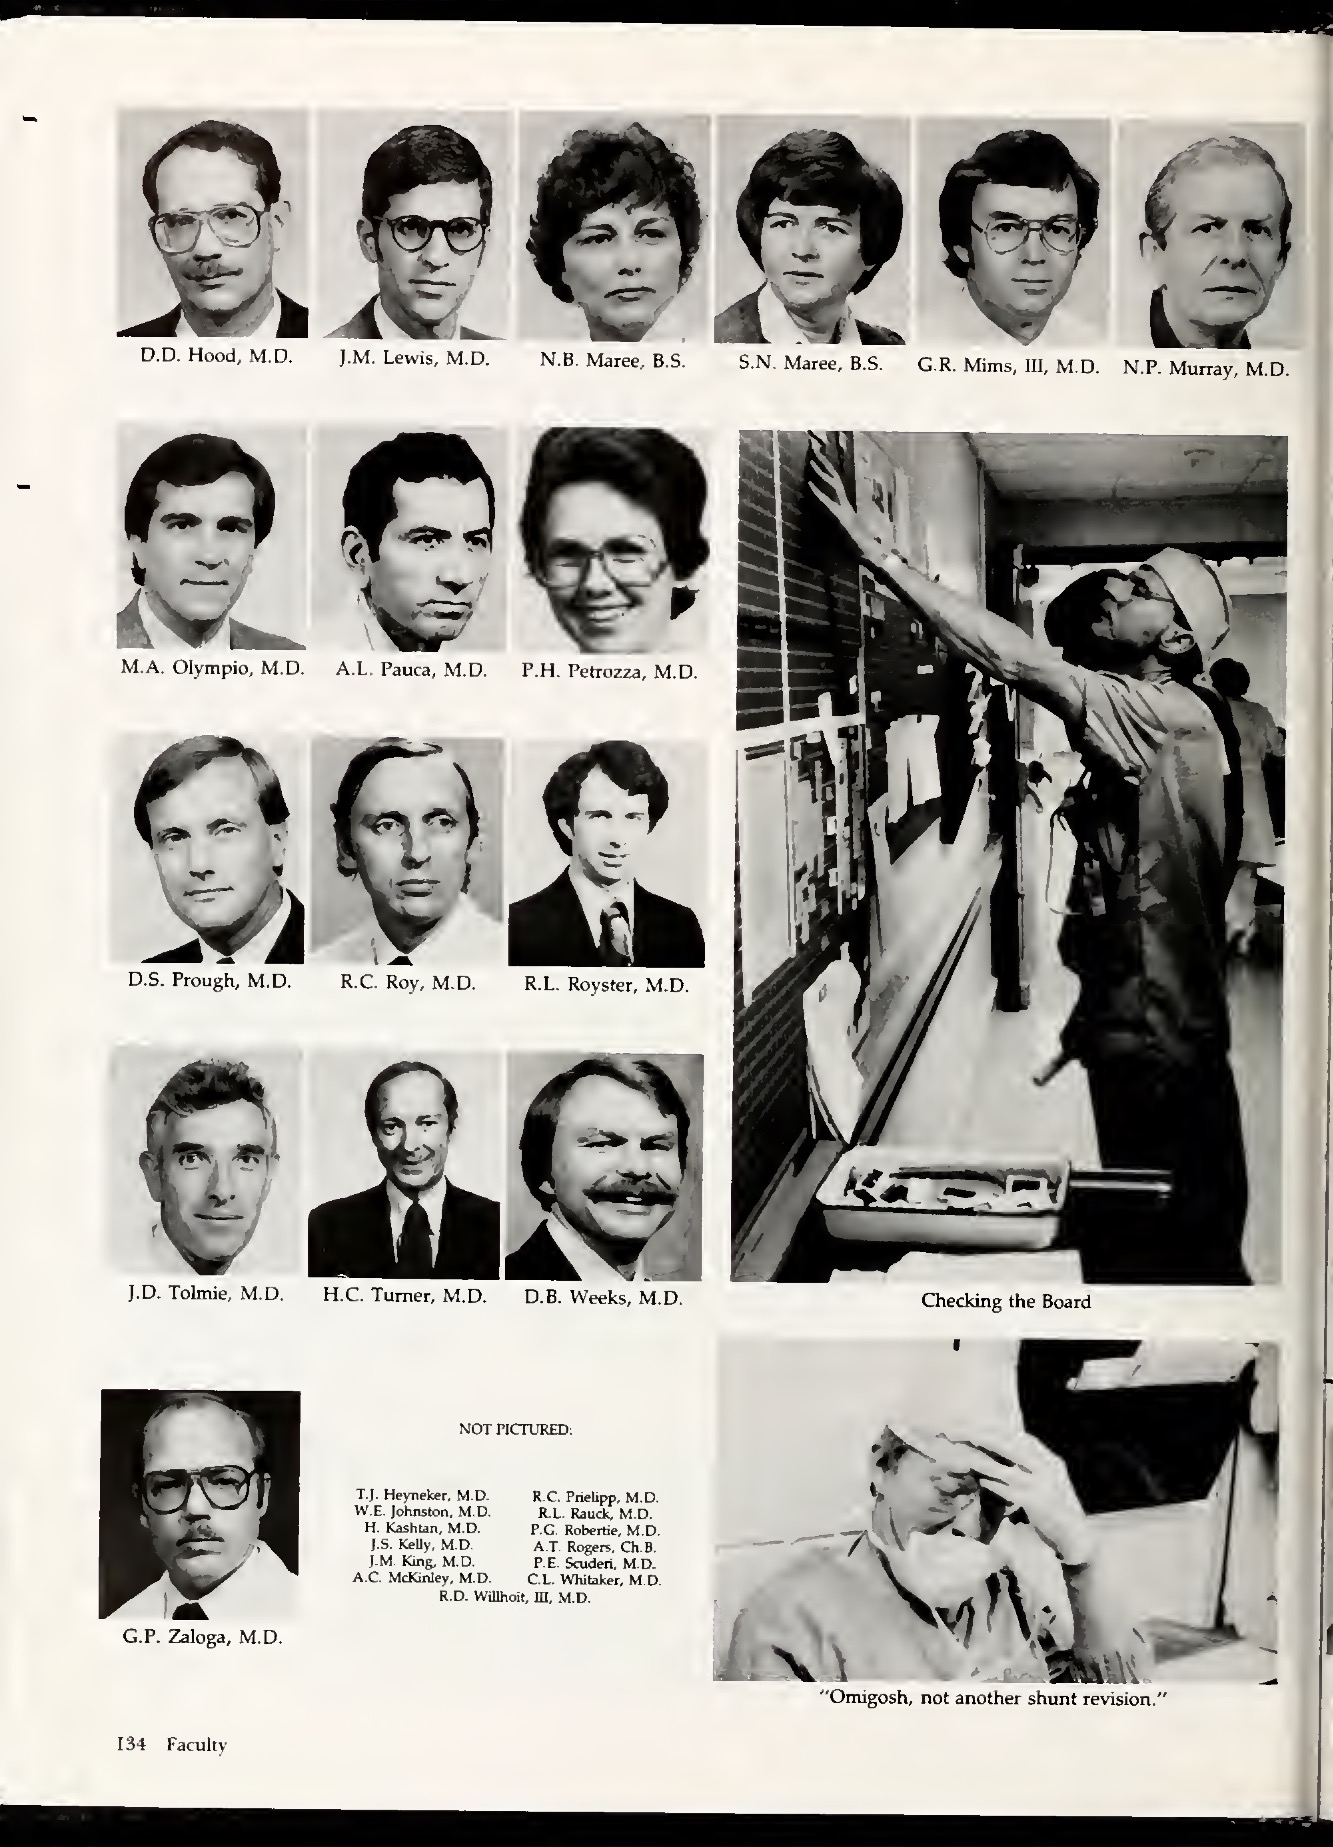 D.D. Hood, M.D.
J.M. Lewis, M.D.
N.B. Maree, B.S.
S.N. Maree, B.S.
G.R. Mims, III, M.D.
N.P. Murray, M.D.
M.A. Olympio, M.D.
A.L. Pauca, M.D.
P.H. Petrozza, M.D.
D.S. Prough, M.D.
R.C. Roy, M.D.
R.L. Royster, M.D.
J.D. Tolmie, M.D.
H.C. Turner, M.D.
D.B. Weeks, M.D.
Checking the Board
G.P. Zaloga, M.D.
NOT PICTURED:
T.J. Heyneker, M.D.
W.E. Johnston, M.D.
H. Kashtan, M.D.
J.S. Kelly, M.D.
J.M. King, M.D.
A.C. McKinley, M.D.
R.C. Prielipp, M.D.
R.L. Rauck, M.D.
P.G. Robertie, M.D.
A.T. Rogers, Ch.B.
P.E. Scuderi, M.D.
C.L. Whitaker, M.D.
R.D. Willhoit, III, M.D.
"Omigosh, not another shunt revision."
134 Faculty